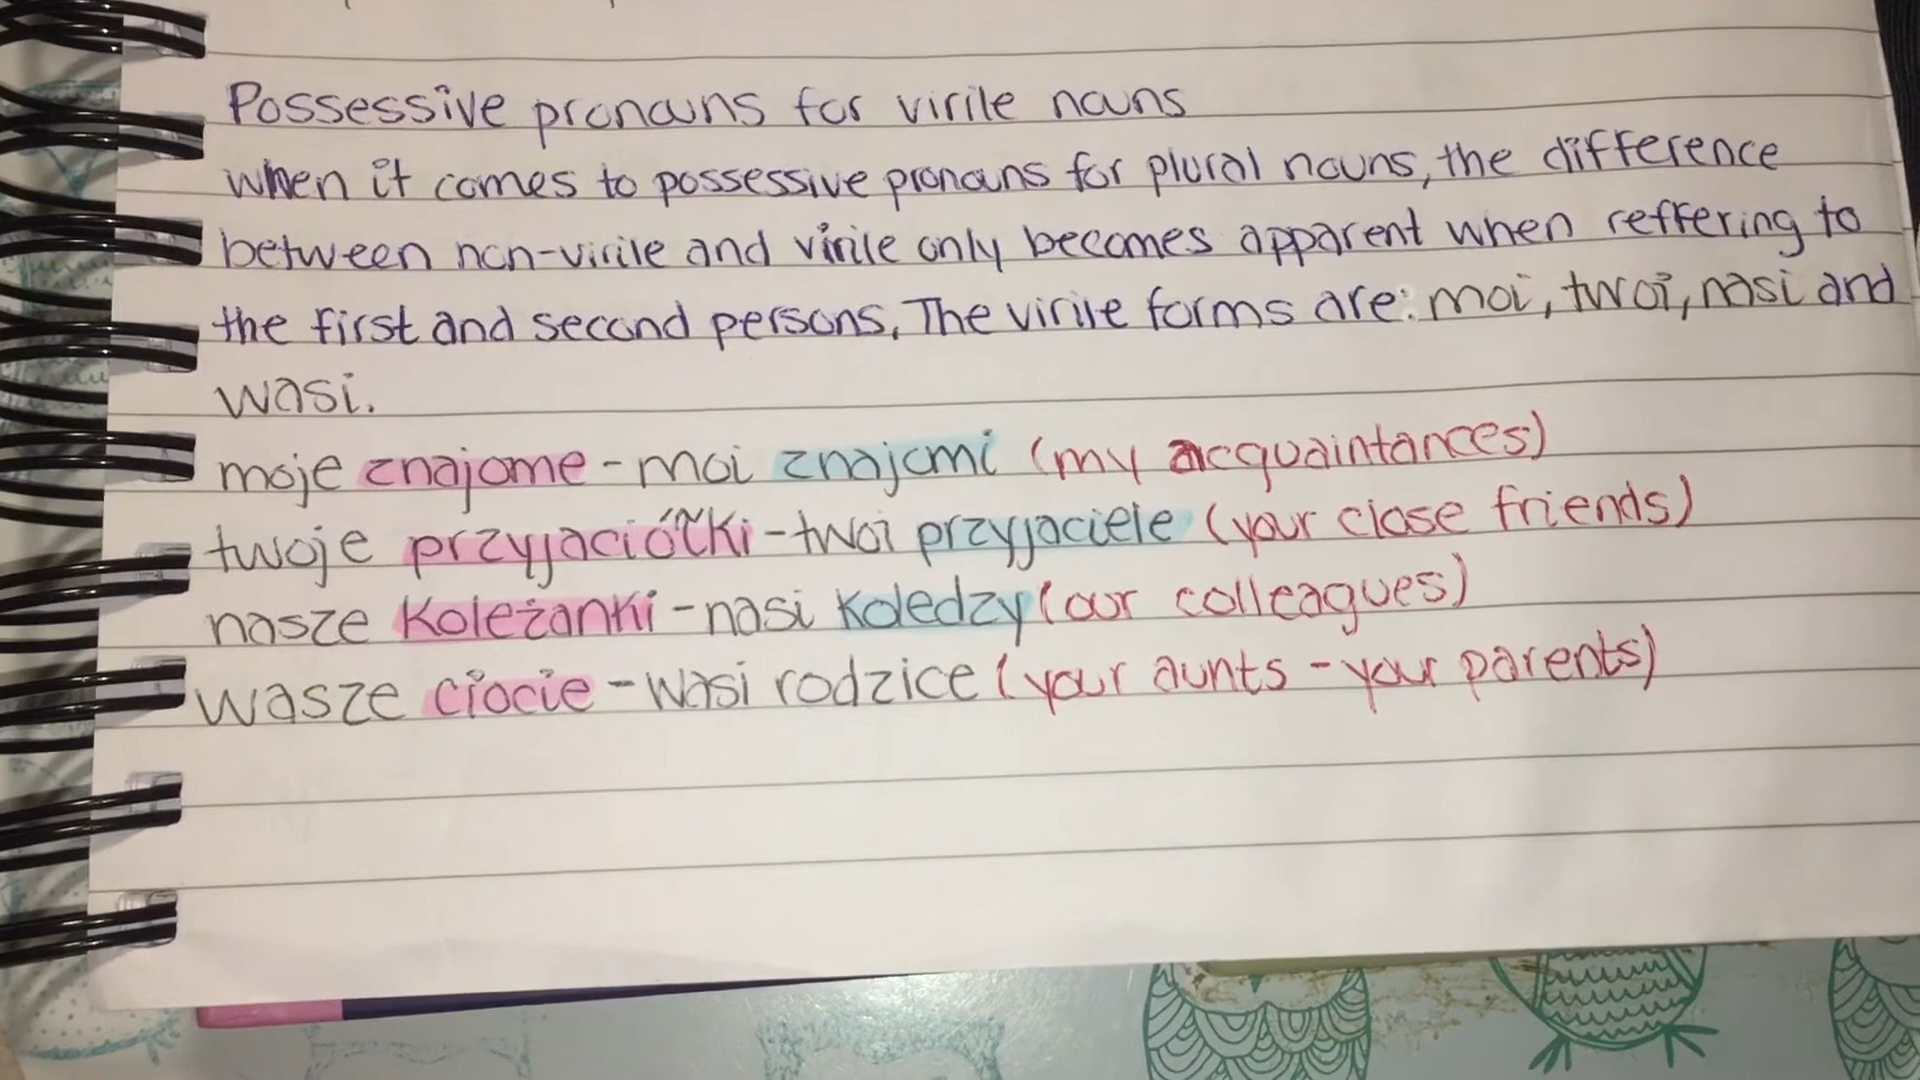 Possessive pronouns for virile nouns
when it comes to possessive pronouns for plural nouns, the difference
between non-virile and virile only becomes apparent when reffering to
the first and second persons. The virile forms are: moi, twoi, nasi and
wasi.
moje znajome - moi znajomi (my acquaintances)
twoje przyjaciółki - twoi przyjaciele (your close friends)
nasze koleżanki - nasi koledzy (our colleagues)
wasze ciocie - wasi rodzice (your aunts - your parents)